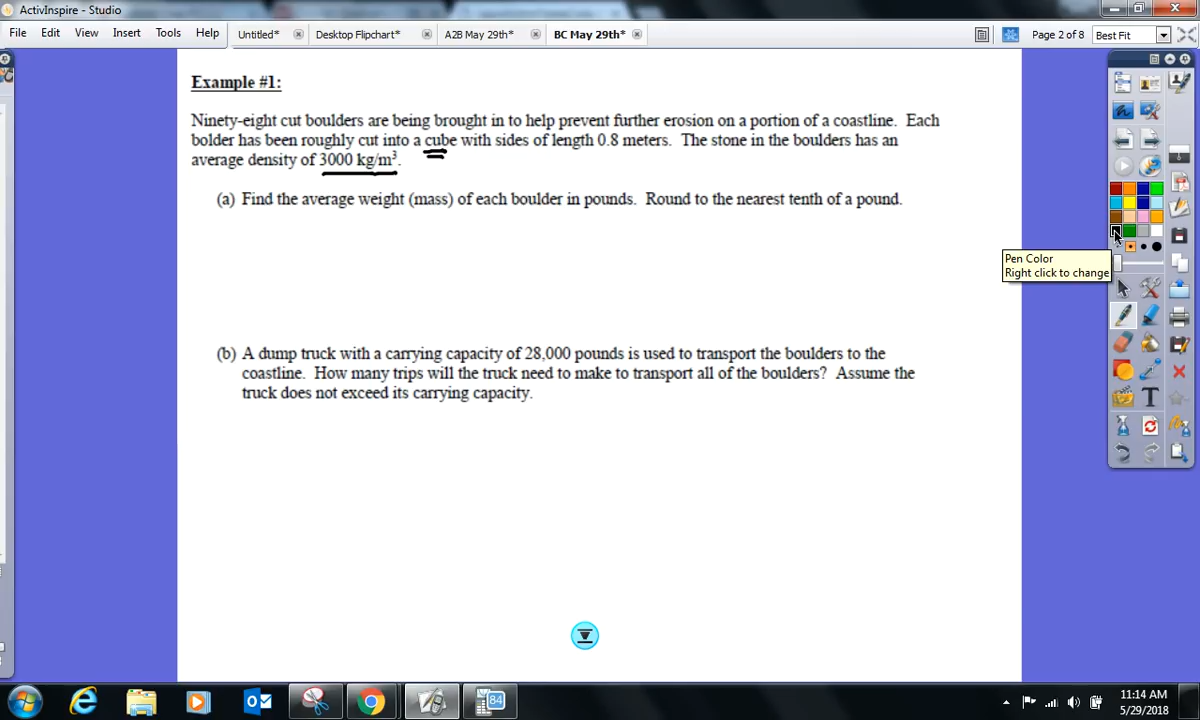 ActivInspire - Studio
File Edit View Insert Tools Help Untitled* Desktop Flipchart* A2B May 29th* BC May 29th* Page 2 of 8 Best Fit
Example #1:
Ninety-eight cut boulders are being brought in to help prevent further erosion on a portion of a coastline. Each
bolder has been roughly cut into a cube with sides of length 0.8 meters. The stone in the boulders has an
average density of 3000 kg/m³.
(a) Find the average weight (mass) of each boulder in pounds. Round to the nearest tenth of a pound.
Pen Color
Right click to change
(b) A dump truck with a carrying capacity of 28,000 pounds is used to transport the boulders to the
coastline. How many trips will the truck need to make to transport all of the boulders? Assume the
truck does not exceed its carrying capacity.
84
11:14 AM
5/29/2018